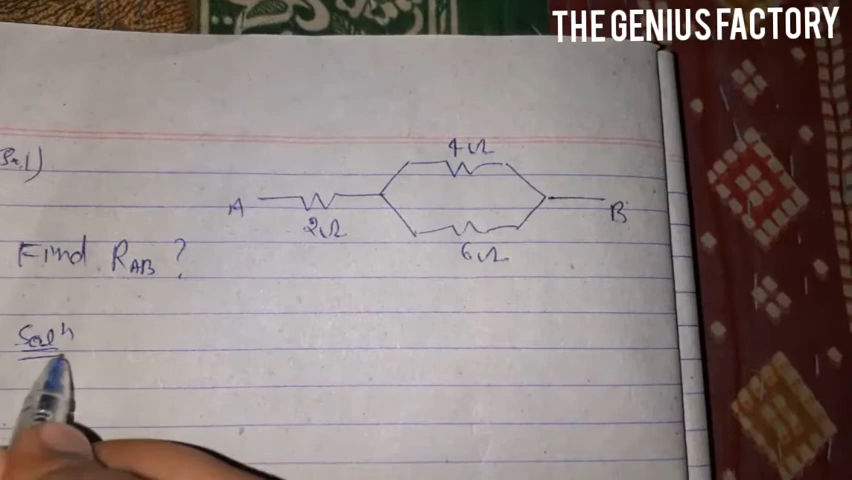 THE GENIUS FACTORY
Ex.1)
4Ω
A
2Ω
B
6Ω
Find RAB ?
Solⁿ